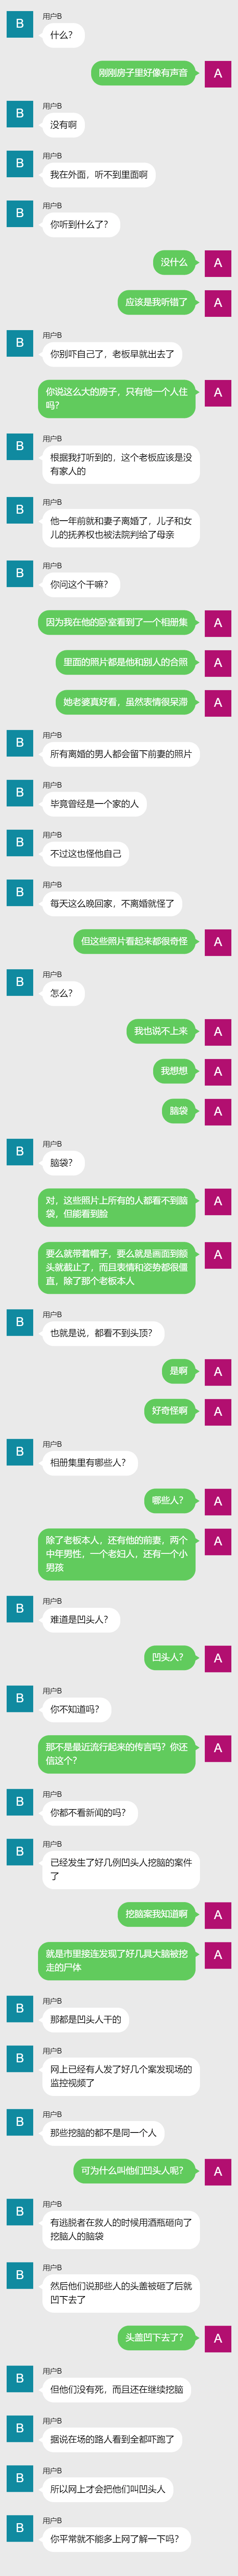 用户B
B
什么？
刚刚房子里好像有声音
A
用户B
B
没有啊
用户B
B
我在外面，听不到里面啊
用户B
B
你听到什么了？
没什么
A
应该是我听错了
A
用户B
B
你别吓自己了，老板早就出去了
你说这么大的房子，只有他一个人住
吗？
A
用户B
B
根据我打听到的，这个老板应该是没
有家人的
用户B
B
他一年前就和妻子离婚了，儿子和女
儿的抚养权也被法院判给了母亲
用户B
B
你问这个干嘛？
因为我在他的卧室看到了一个相册集
A
里面的照片都是他和别人的合照
A
她老婆真好看，虽然表情很呆滞
A
用户B
B
所有离婚的男人都会留下前妻的照片
用户B
B
毕竟曾经是一个家的人
用户B
B
不过这也怪他自己
用户B
B
每天这么晚回家，不离婚就怪了
但这些照片看起来都很奇怪
A
用户B
B
怎么？
我也说不上来
A
我想想
A
脑袋
A
用户B
B
脑袋？
对，这些照片上所有的人都看不到脑
袋，但能看到脸
A
要么就带着帽子，要么就是画面到额
头就截止了，而且表情和姿势都很僵
直，除了那个老板本人
A
用户B
B
也就是说，都看不到头顶？
是啊
A
好奇怪啊
A
用户B
B
相册集里有哪些人？
哪些人？
A
除了老板本人，还有他的前妻，两个
中年男性，一个老妇人，还有一个小
男孩
A
用户B
B
难道是凹头人？
凹头人？
A
用户B
B
你不知道吗？
那不是最近流行起来的传言吗？你还
信这个？
A
用户B
B
你都不看新闻的吗？
用户B
B
已经发生了好几例凹头人挖脑的案件
了
挖脑案我知道啊
A
就是市里接连发现了好几具大脑被挖
走的尸体
A
用户B
B
那都是凹头人干的
用户B
B
网上已经有人发了好几个案发现场的
监控视频了
用户B
B
那些挖脑的都不是同一个人
可为什么叫他们凹头人呢？
A
用户B
B
有逃脱者在救人的时候用酒瓶砸向了
挖脑人的脑袋
用户B
B
然后他们说那些人的头盖被砸了后就
凹下去了
头盖凹下去了？
A
用户B
B
但他们没有死，而且还在继续挖脑
用户B
B
据说在场的路人看到全都吓跑了
用户B
B
所以网上才会把他们叫凹头人
用户B
B
你平常就不能多上网了解一下吗？